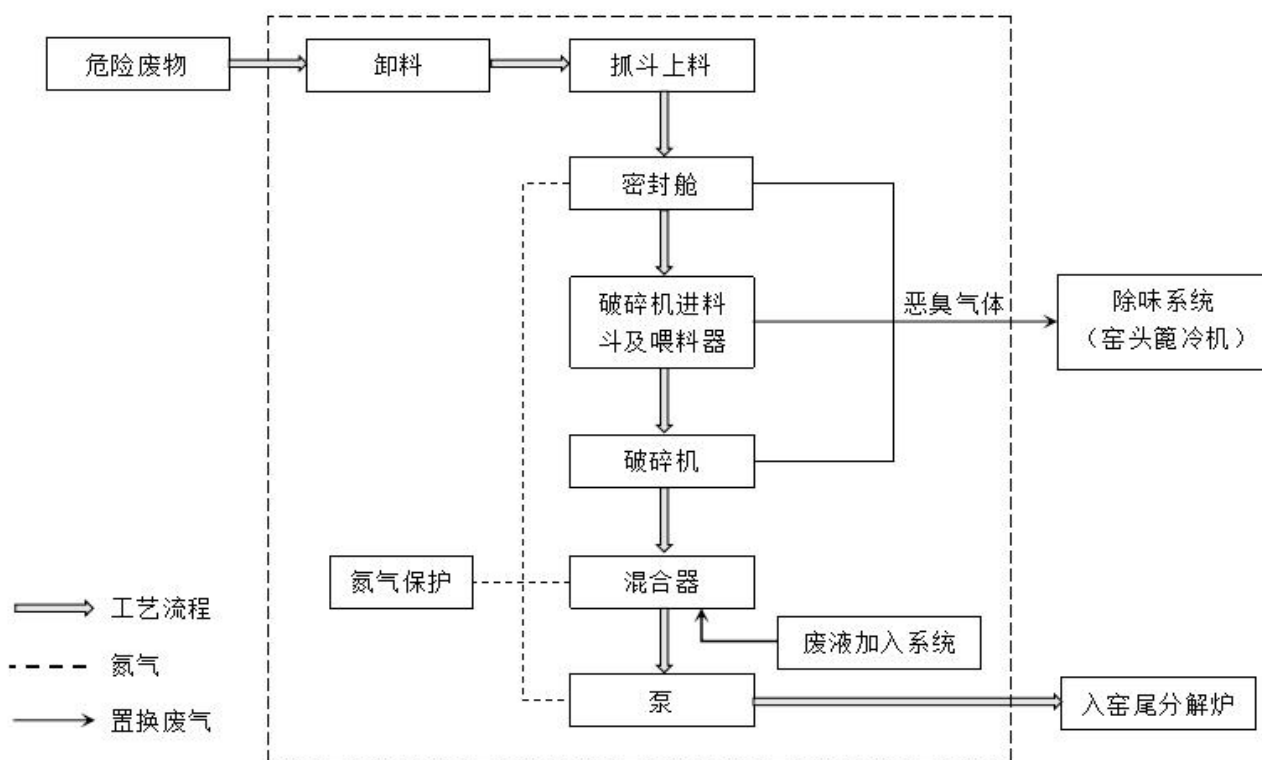 危险废物
卸料
抓斗上料
密封舱
破碎机进料
斗及喂料器
恶臭气体
除味系统
（窑头篦冷机）
破碎机
氮气保护
混合器
废液加入系统
泵
入窑尾分解炉
工艺流程
氮气
置换废气